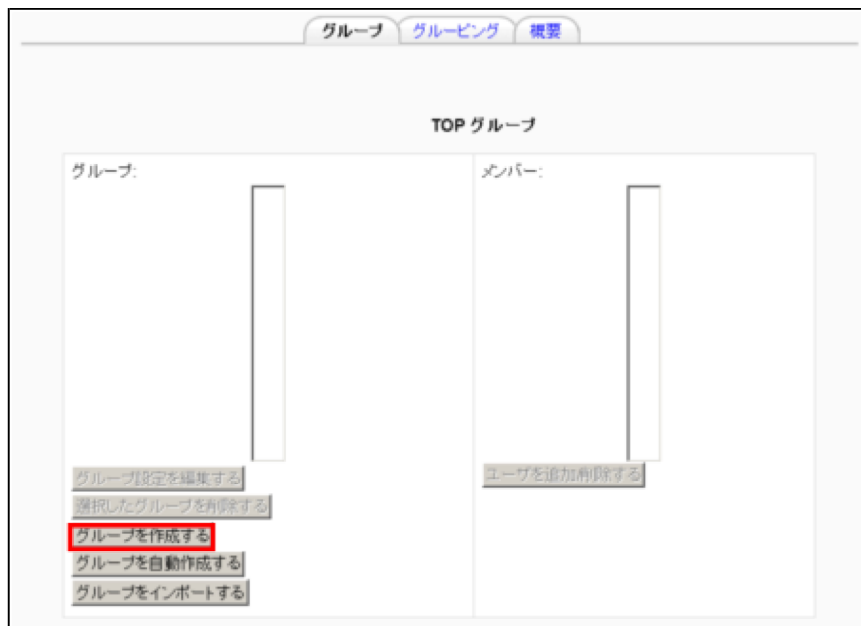 グループ グルーピング 概要
TOP グループ
グループ:
メンバー:
グループ設定を編集する
選択したグループを削除する
グループを作成する
グループを自動作成する
グループをインポートする
ユーザを追加/削除する